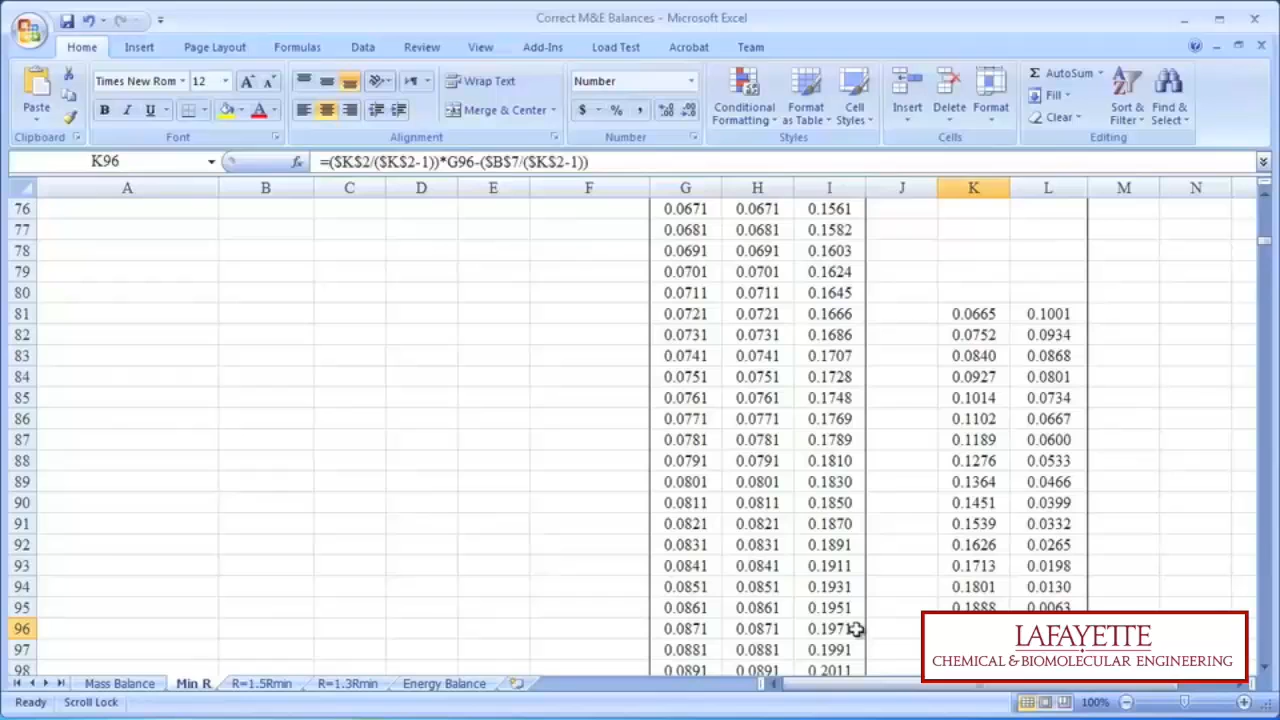 Correct M&E Balances - Microsoft Excel
Home Insert Page Layout Formulas Data Review View Add-Ins Load Test Acrobat Team
Times New Rom 12 Wrap Text Number Σ AutoSum
Paste B I U Merge & Center $ % , Conditional Formatting Format as Table Cell Styles Insert Delete Format Fill Clear Sort & Filter Find & Select
Clipboard Font Alignment Number Styles Cells Editing
K96 fx =($K$2/($K$2-1))*G96-($B$7/($K$2-1))
A B C D E F G H I J K L M N
76 0.0671 0.0671 0.1561
77 0.0681 0.0681 0.1582
78 0.0691 0.0691 0.1603
79 0.0701 0.0701 0.1624
80 0.0711 0.0711 0.1645
81 0.0721 0.0721 0.1666 0.0665 0.1001
82 0.0731 0.0731 0.1686 0.0752 0.0934
83 0.0741 0.0741 0.1707 0.0840 0.0868
84 0.0751 0.0751 0.1728 0.0927 0.0801
85 0.0761 0.0761 0.1748 0.1014 0.0734
86 0.0771 0.0771 0.1769 0.1102 0.0667
87 0.0781 0.0781 0.1789 0.1189 0.0600
88 0.0791 0.0791 0.1810 0.1276 0.0533
89 0.0801 0.0801 0.1830 0.1364 0.0466
90 0.0811 0.0811 0.1850 0.1451 0.0399
91 0.0821 0.0821 0.1870 0.1539 0.0332
92 0.0831 0.0831 0.1891 0.1626 0.0265
93 0.0841 0.0841 0.1911 0.1713 0.0198
94 0.0851 0.0851 0.1931 0.1801 0.0130
95 0.0861 0.0861 0.1951 0.1888 0.0063
96 0.0871 0.0871 0.1971
97 0.0881 0.0881 0.1991
98 0.0891 0.0891 0.2011
LAFAYETTE
CHEMICAL & BIOMOLECULAR ENGINEERING
Mass Balance Min R R=1.5Rmin R=1.3Rmin Energy Balance
Ready Scroll Lock 100%